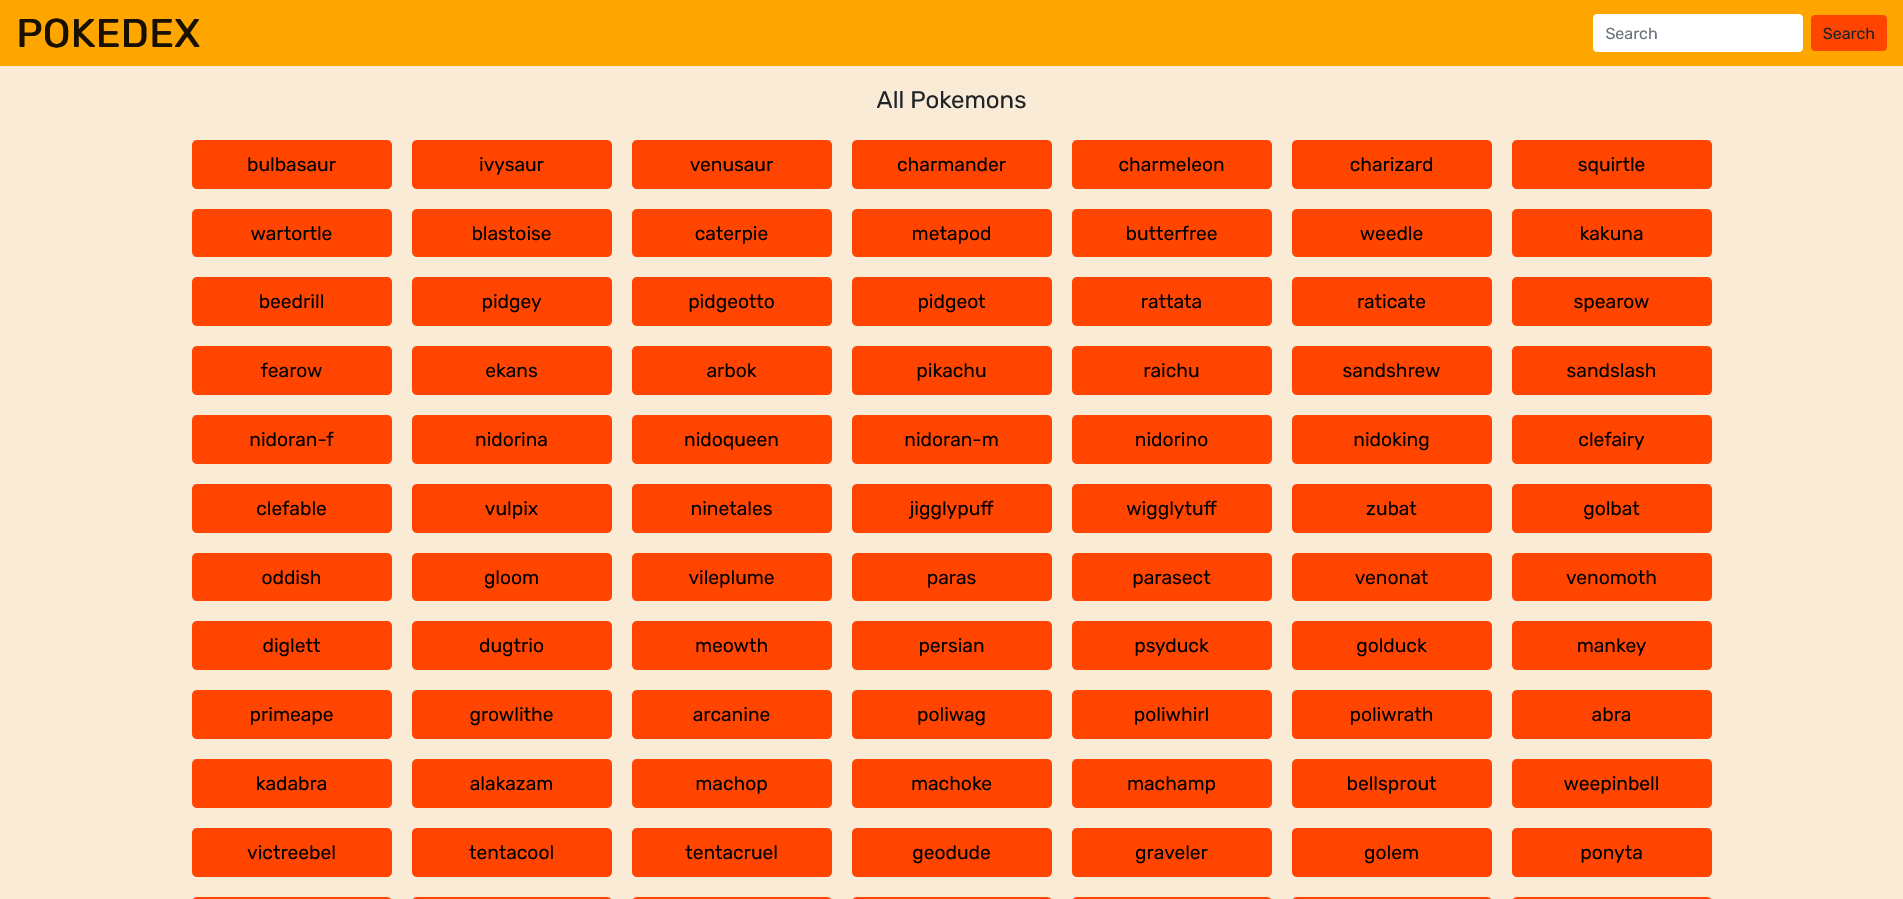 POKEDEX Search Search
All Pokemons
bulbasaur ivysaur venusaur charmander charmeleon charizard squirtle
wartortle blastoise caterpie metapod butterfree weedle kakuna
beedrill pidgey pidgeotto pidgeot rattata raticate spearow
fearow ekans arbok pikachu raichu sandshrew sandslash
nidoran-f nidorina nidoqueen nidoran-m nidorino nidoking clefairy
clefable vulpix ninetales jigglypuff wigglytuff zubat golbat
oddish gloom vileplume paras parasect venonat venomoth
diglett dugtrio meowth persian psyduck golduck mankey
primeape growlithe arcanine poliwag poliwhirl poliwrath abra
kadabra alakazam machop machoke machamp bellsprout weepinbell
victreebel tentacool tentacruel geodude graveler golem ponyta